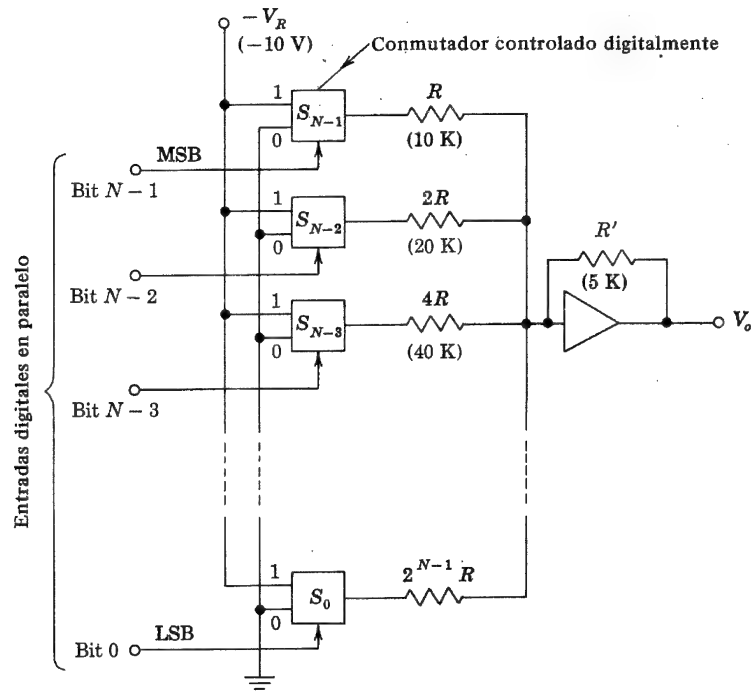 −V_R
(−10 V)
Conmutador controlado digitalmente
1
S_{N−1}
0
R
(10 K)
MSB
Bit N − 1
1
S_{N−2}
0
2R
(20 K)
Bit N − 2
1
S_{N−3}
0
4R
(40 K)
R′
(5 K)
V_o
Bit N − 3
Entradas digitales en paralelo
1
S_0
0
2^{N−1} R
LSB
Bit 0